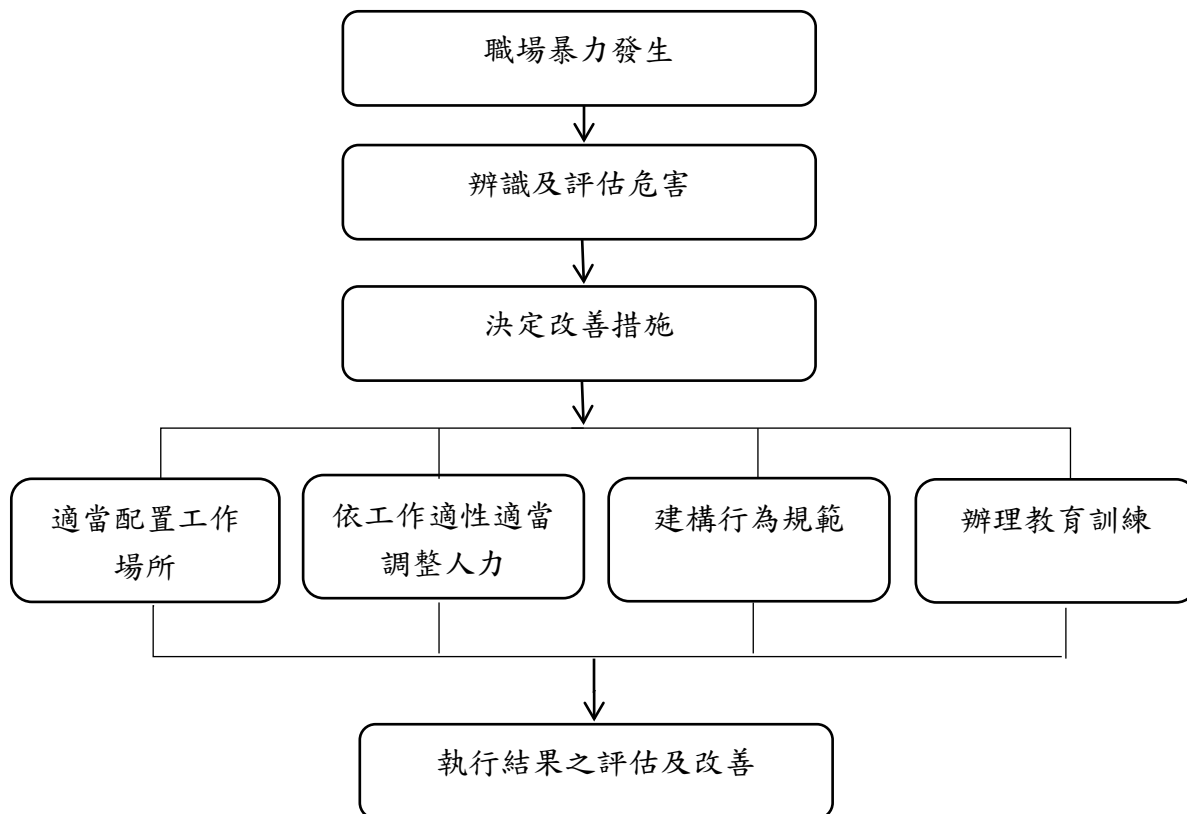 職場暴力發生
辨識及評估危害
決定改善措施
適當配置工作
場所
依工作適性適當
調整人力
建構行為規範
辦理教育訓練
執行結果之評估及改善